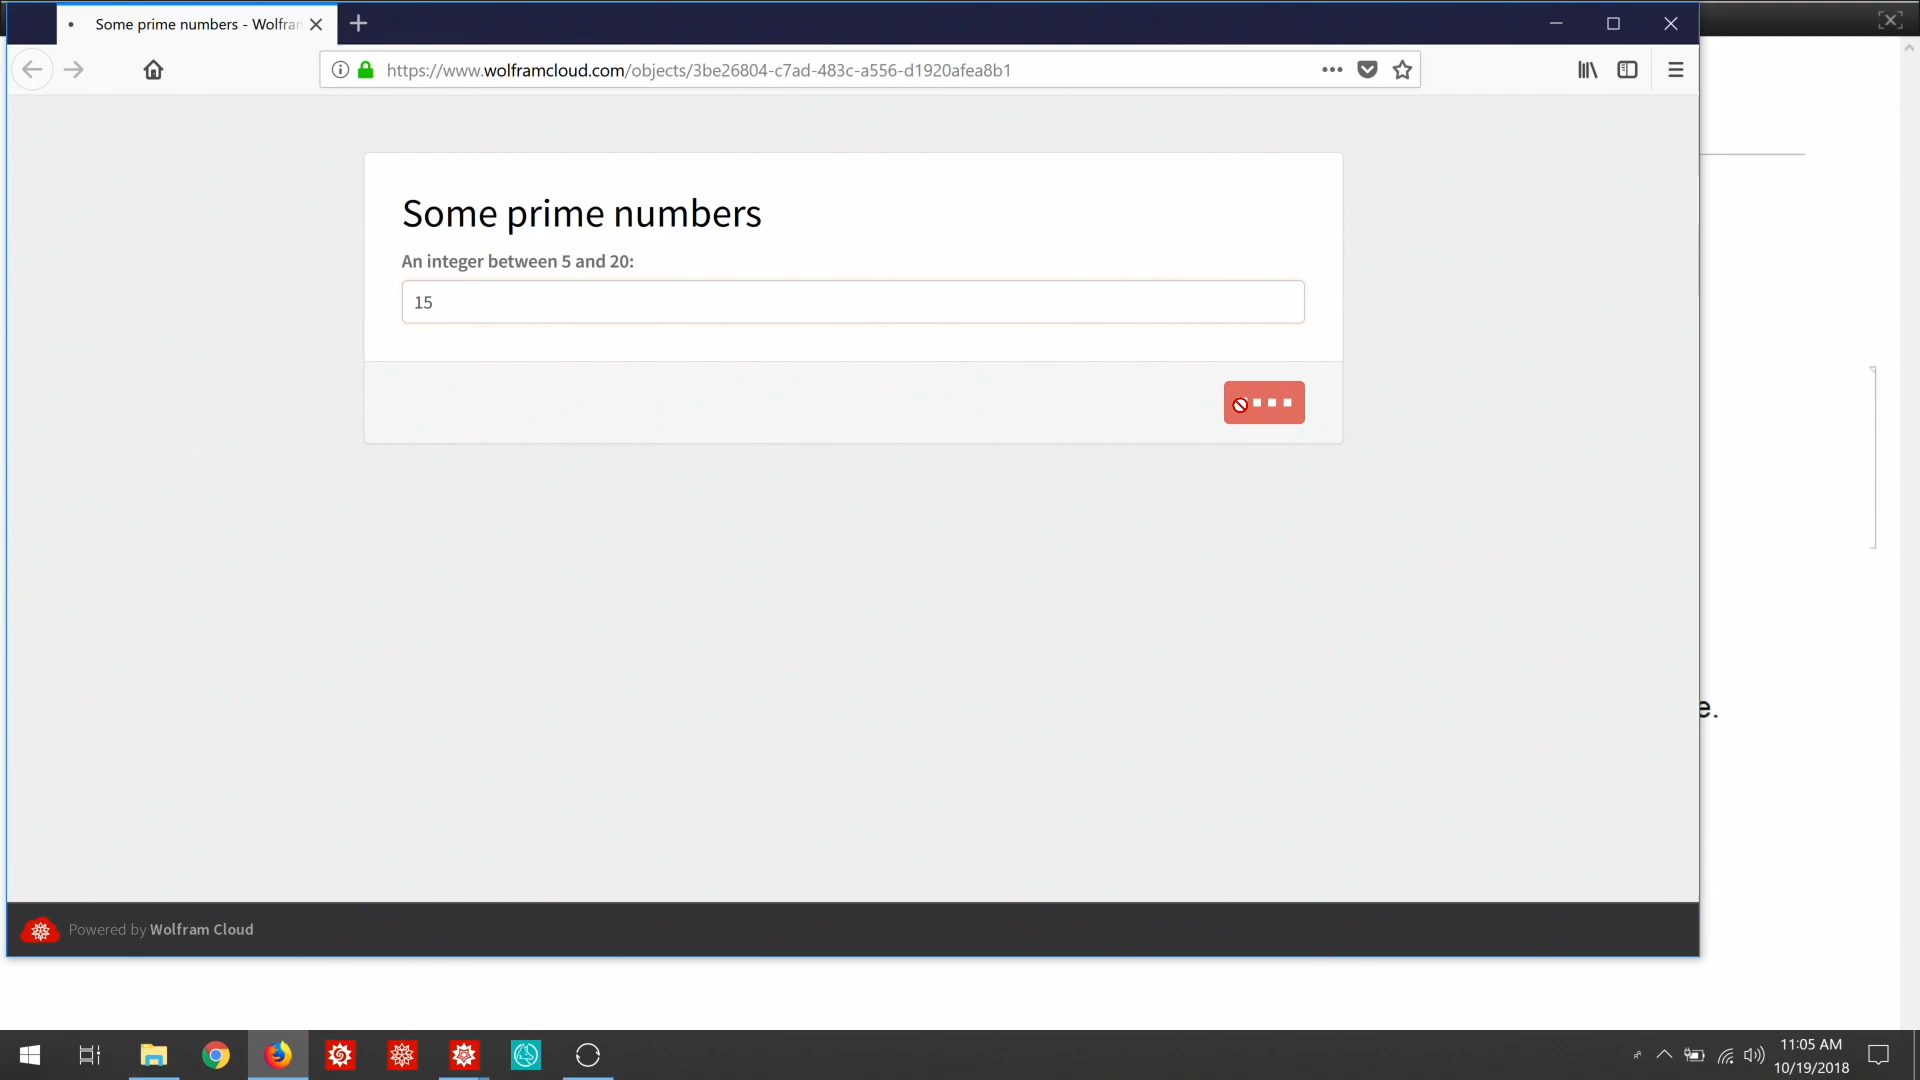 Some prime numbers - Wolfram
https://www.wolframcloud.com/objects/3be26804-c7ad-483c-a556-d1920afea8b1
Some prime numbers
An integer between 5 and 20:
15
e.
Powered by Wolfram Cloud
11:05 AM
10/19/2018